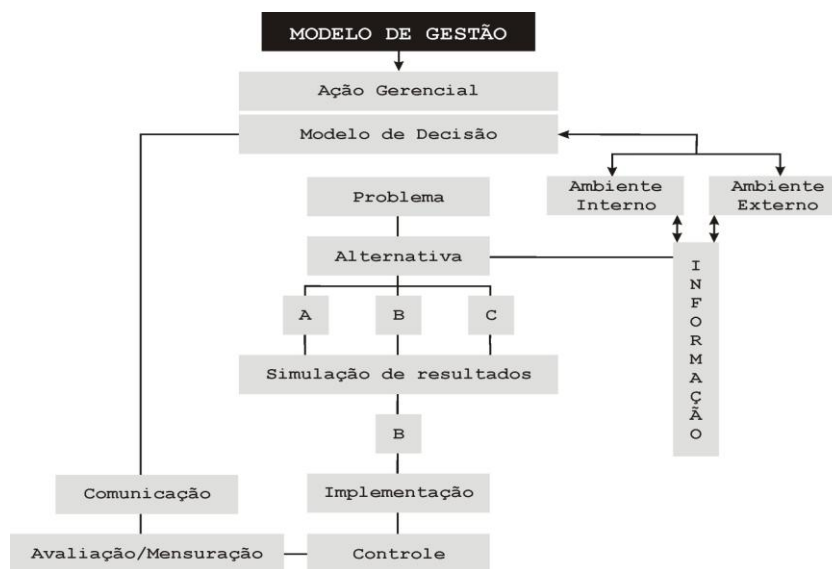 MODELO DE GESTÃO
Ação Gerencial
Modelo de Decisão
Ambiente
Interno
Ambiente
Externo
Problema
Alternativa
INFORMAÇÃO
A
B
C
Simulação de resultados
B
Comunicação
Implementação
Avaliação/Mensuração
Controle